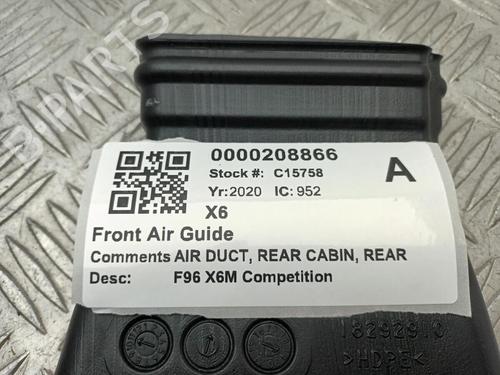 B-PARTS
0000208866
Stock #: C15758
A
Yr: 2020 IC: 952
X6
Front Air Guide
Comments AIR DUCT, REAR CABIN, REAR
Desc: F96 X6M Competition
>HDPE<